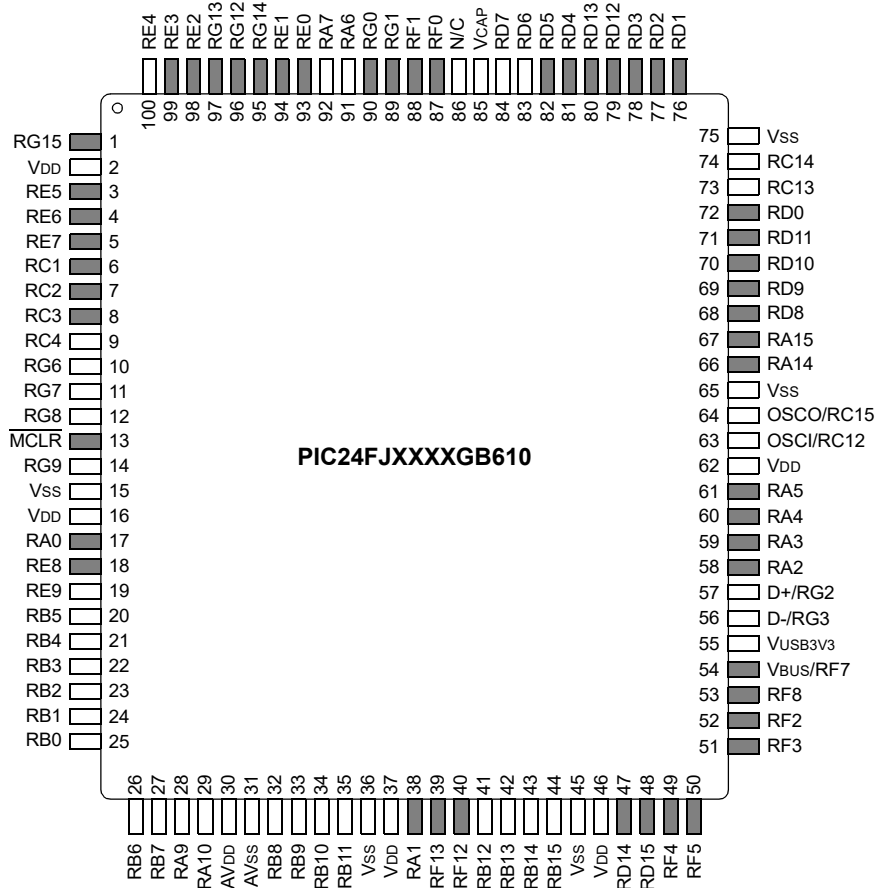 RE4 RE3 RE2 RG13 RG12 RG14 RE1 RE0 RA7 RA6 RG0 RG1 RF1 RF0 N/C VCAP RD7 RD6 RD5 RD4 RD13 RD12 RD3 RD2 RD1
100 99 98 97 96 95 94 93 92 91 90 89 88 87 86 85 84 83 82 81 80 79 78 77 76
RG15 1
VDD 2
RE5 3
RE6 4
RE7 5
RC1 6
RC2 7
RC3 8
RC4 9
RG6 10
RG7 11
RG8 12
MCLR 13
RG9 14
VSS 15
VDD 16
RA0 17
RE8 18
RE9 19
RB5 20
RB4 21
RB3 22
RB2 23
RB1 24
RB0 25
PIC24FJXXXXGB610
75 VSS
74 RC14
73 RC13
72 RD0
71 RD11
70 RD10
69 RD9
68 RD8
67 RA15
66 RA14
65 VSS
64 OSCO/RC15
63 OSCI/RC12
62 VDD
61 RA5
60 RA4
59 RA3
58 RA2
57 D+/RG2
56 D-/RG3
55 VUSB3V3
54 VBUS/RF7
53 RF8
52 RF2
51 RF3
26 27 28 29 30 31 32 33 34 35 36 37 38 39 40 41 42 43 44 45 46 47 48 49 50
RB6 RB7 RA9 RA10 AVDD AVSS RB8 RB9 RB10 RB11 VSS VDD RA1 RF13 RF12 RB12 RB13 RB14 RB15 VSS VDD RD14 RD15 RF4 RF5